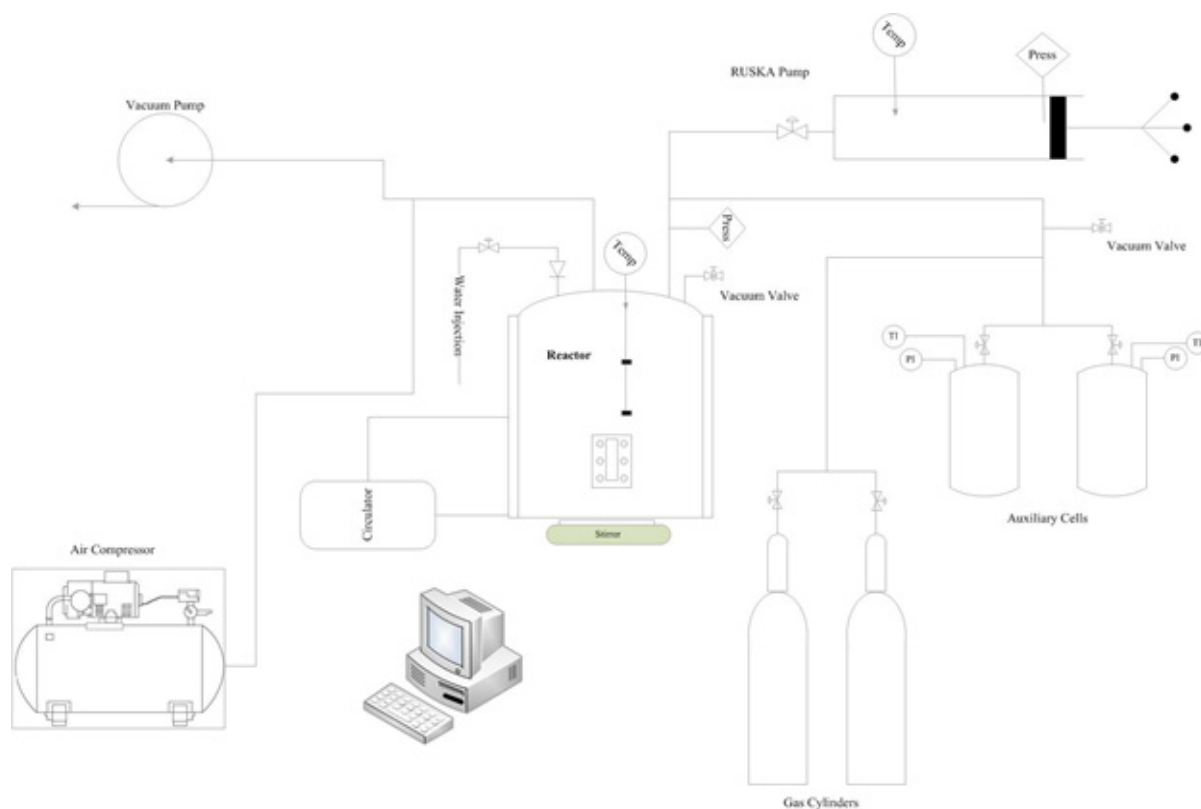 Temp
Press
RUSKA Pump
Vacuum Pump
Press
Temp
Vacuum Valve
Water Injection
Vacuum Valve
Reactor
TI
PI
TI
PI
Circulator
Auxiliary Cells
Stirrer
Air Compressor
Gas Cylinders